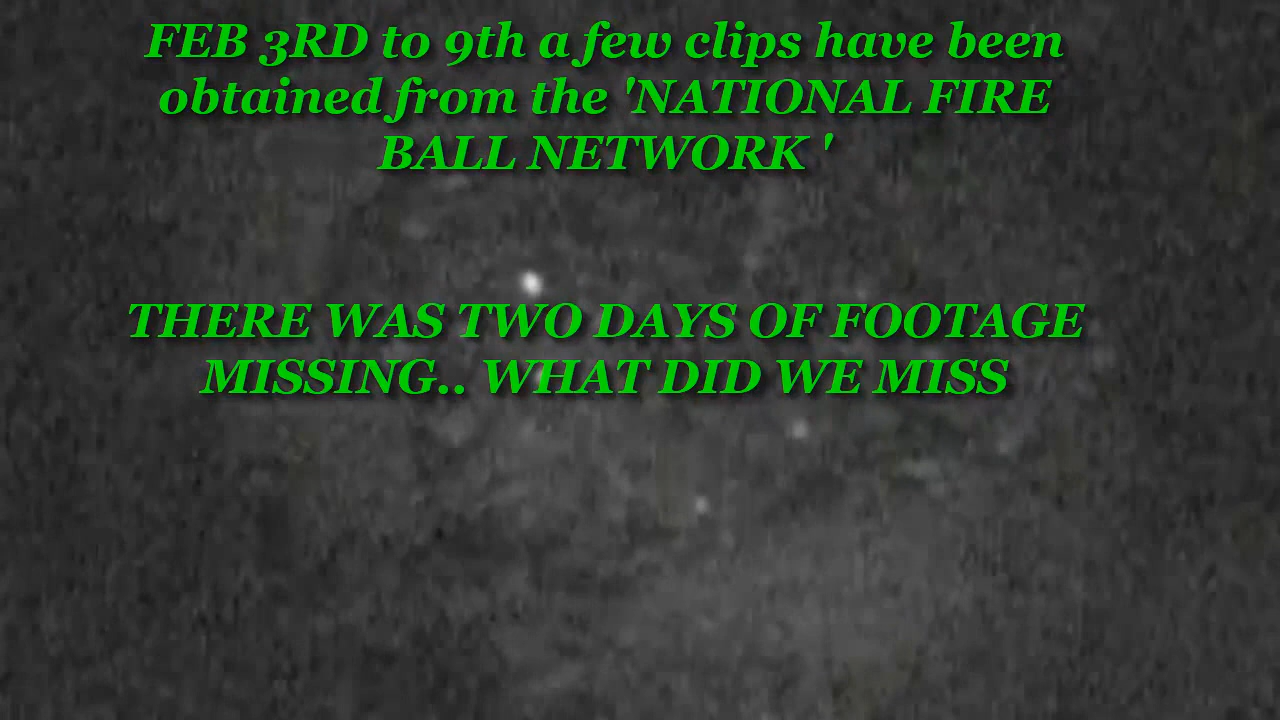 FEB 3RD to 9th a few clips have been
obtained from the 'NATIONAL FIRE
BALL NETWORK '
THERE WAS TWO DAYS OF FOOTAGE
MISSING.. WHAT DID WE MISS